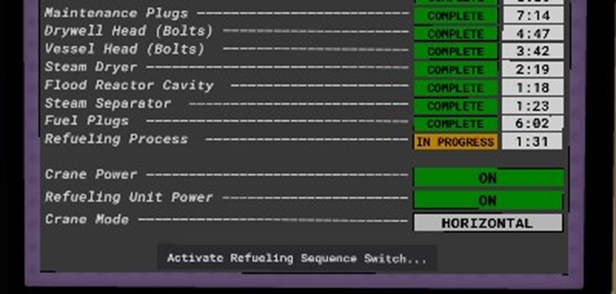 Maintenance Plugs COMPLETE 7:14
Drywell Head (Bolts) COMPLETE 4:47
Vessel Head (Bolts) COMPLETE 3:42
Steam Dryer COMPLETE 2:19
Flood Reactor Cavity COMPLETE 1:18
Steam Separator COMPLETE 1:23
Fuel Plugs COMPLETE 6:02
Refueling Process IN PROGRESS 1:31
Crane Power ON
Refueling Unit Power ON
Crane Mode HORIZONTAL
Activate Refueling Sequence Switch...